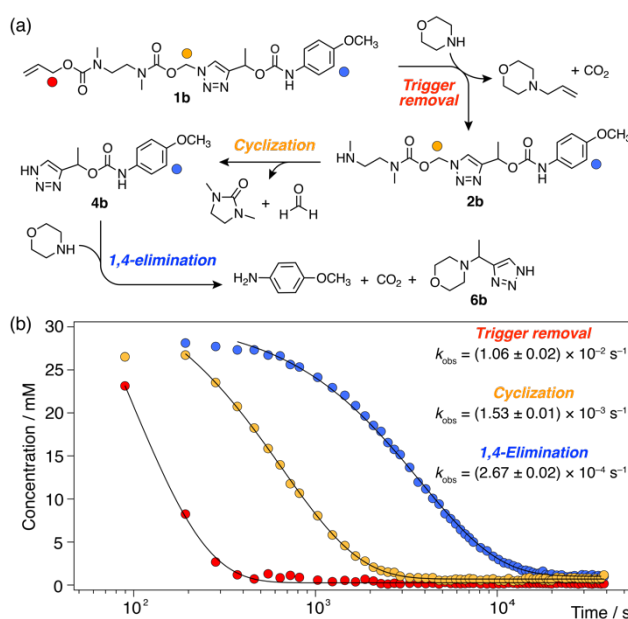 (a)
O
N
O
N
O
O
N
N=N
O
O
N
H
OCH₃
1b
O
NH
Trigger
removal
O
N
+ CO₂
HN
N=N
O
O
N
H
OCH₃
4b
Cyclization
N
O
N
+
O
H
H
HN
N
O
O
N
N=N
O
O
N
H
OCH₃
2b
O
NH
1,4-elimination
H₂N
OCH₃
+ CO₂ +
O
N
NH
N=N
6b
(b)
30
25
20
15
10
5
0
Concentration / mM
Trigger removal
kobs = (1.06 ± 0.02) × 10⁻² s⁻¹
Cyclization
kobs = (1.53 ± 0.01) × 10⁻³ s⁻¹
1,4-Elimination
kobs = (2.67 ± 0.02) × 10⁻⁴ s⁻¹
10² 10³ 10⁴
Time / s